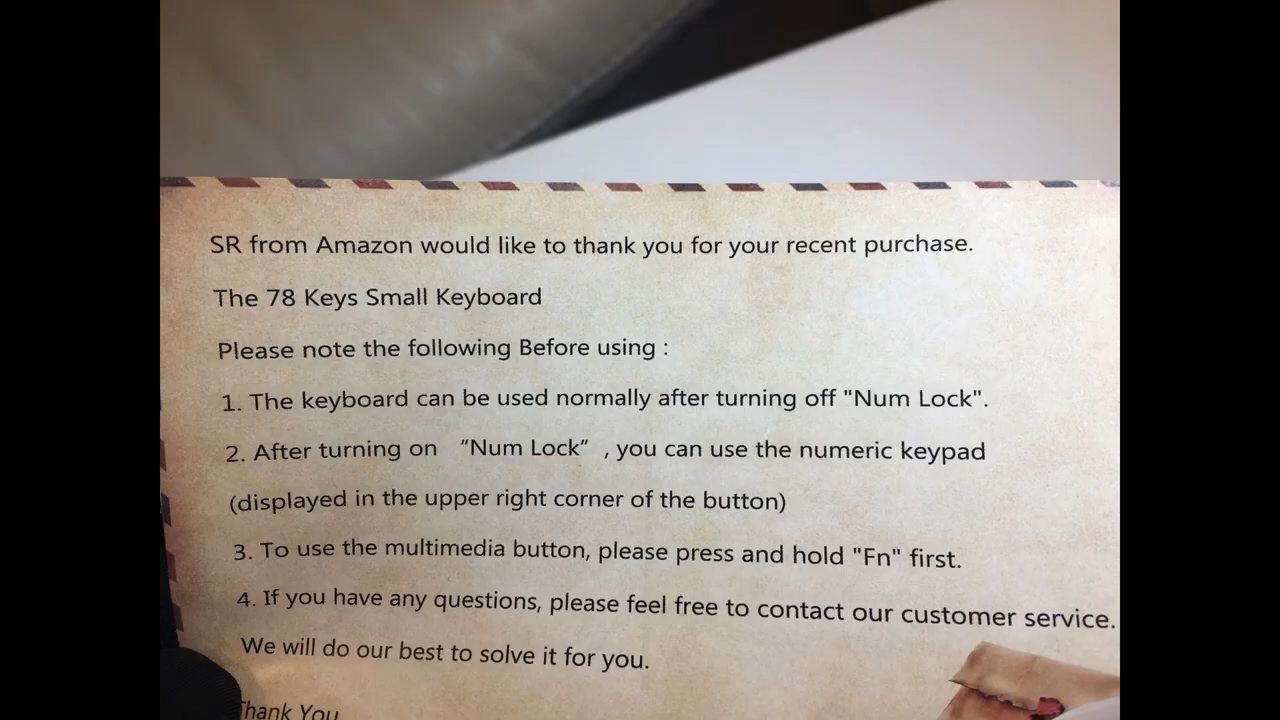 SR from Amazon would like to thank you for your recent purchase.
The 78 Keys Small Keyboard
Please note the following Before using :
1. The keyboard can be used normally after turning off "Num Lock".
2. After turning on “Num Lock” , you can use the numeric keypad
(displayed in the upper right corner of the button)
3. To use the multimedia button, please press and hold "Fn" first.
4. If you have any questions, please feel free to contact our customer service.
We will do our best to solve it for you.
Thank You